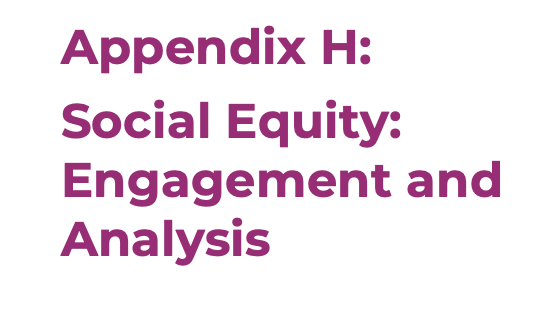 Appendix H:
Social Equity:
Engagement and
Analysis